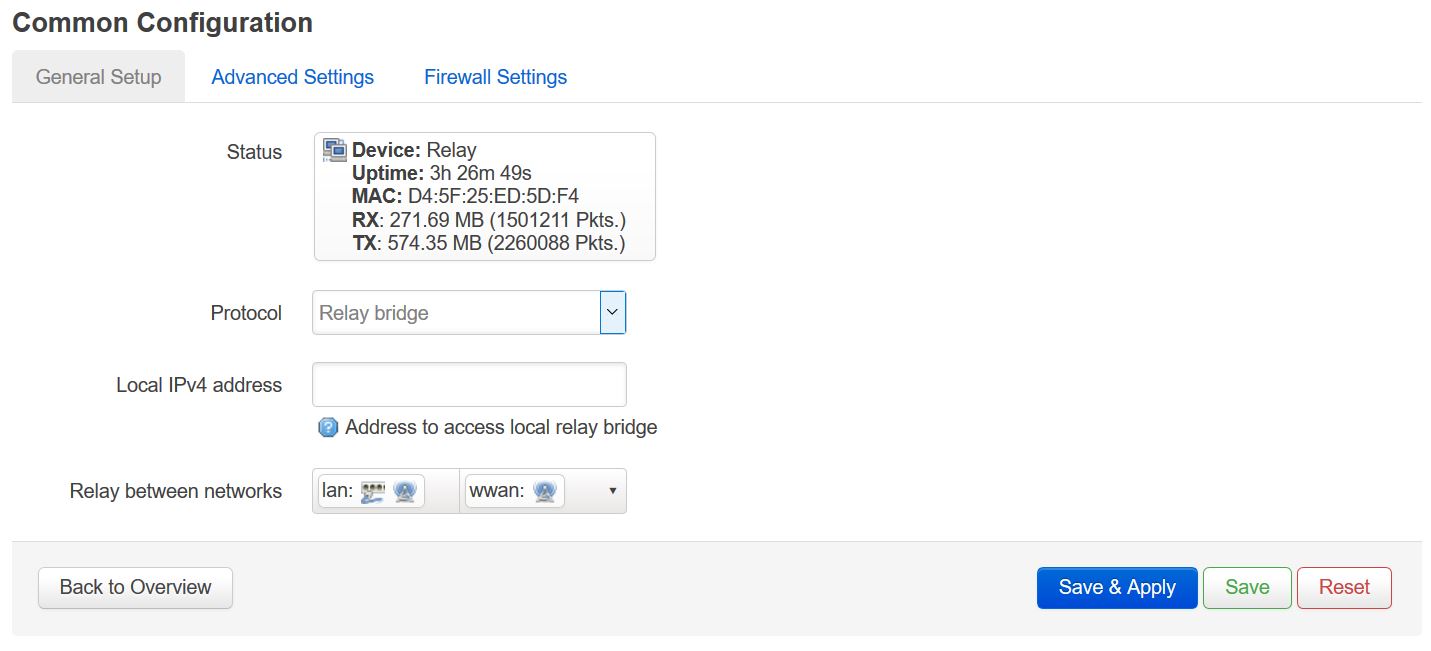 Common Configuration
General Setup Advanced Settings Firewall Settings
Status
Device: Relay
Uptime: 3h 26m 49s
MAC: D4:5F:25:ED:5D:F4
RX: 271.69 MB (1501211 Pkts.)
TX: 574.35 MB (2260088 Pkts.)
Protocol Relay bridge
Local IPv4 address
Address to access local relay bridge
Relay between networks lan: wwan:
Back to Overview Save & Apply Save Reset